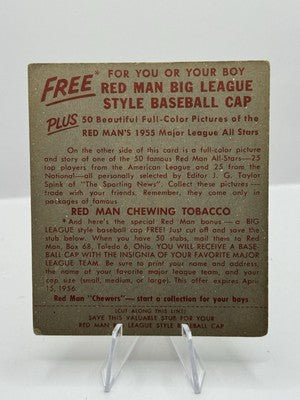 FREE* FOR YOU OR YOUR BOY
RED MAN BIG LEAGUE
STYLE BASEBALL CAP
PLUS 50 Beautiful Full-Color Pictures of the
RED MAN'S 1955 Major League All Stars
On the other side of this card is a full-color picture
and story of one of the 50 famous Red Man All-Stars—25
top players from the American League and 25 from the
National—all personally selected by Editor J. G. Taylor
Spink of "The Sporting News". Collect these pictures —
trade with your friends. Remember, they come only with
RED MAN CHEWING TOBACCO
* And here's the special Red Man bonus — a BIG
LEAGUE style baseball cap FREE! Just cut off and save the
stub below. When you have 50 stubs, mail them to Red
Man, Box 68, Toledo 6, Ohio. YOU WILL RECEIVE A BASE-
BALL CAP WITH THE INSIGNIA OF YOUR FAVORITE MAJOR
LEAGUE TEAM. Be sure to print your name and address,
the name of your favorite major league team, and your
cap size (small, medium, or large). This offer expires
April 15, 1956.
Red Man "Chewers" — start a collection for your boys
(CUT ALONG THIS LINE)
SAVE THIS VALUABLE STUB FOR YOUR
RED MAN BIG LEAGUE STYLE BASEBALL CAP